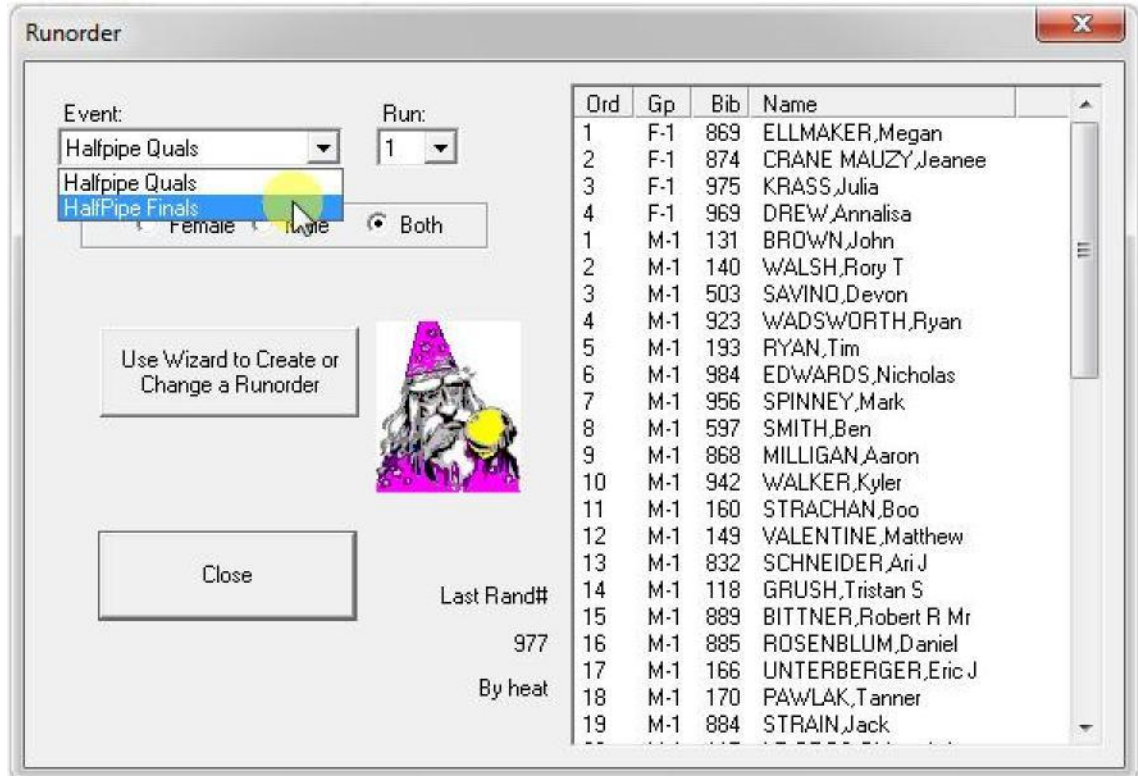 Runorder
Event:
Run:
Halfpipe Quals
1
Halfpipe Quals
HalfPipe Finals
Female
Both
Use Wizard to Create or
Change a Runorder
Close
Last Rand#
977
By heat
Ord Gp Bib Name
1 F-1 869 ELLMAKER,Megan
2 F-1 874 CRANE MAUZY,Jeanee
3 F-1 975 KRASS,Julia
4 F-1 969 DREW,Annalisa
1 M-1 131 BROWN,John
2 M-1 140 WALSH,Rory T
3 M-1 503 SAVINO,Devon
4 M-1 923 WADSWORTH,Ryan
5 M-1 193 RYAN,Tim
6 M-1 984 EDWARDS,Nicholas
7 M-1 956 SPINNEY,Mark
8 M-1 597 SMITH,Ben
9 M-1 868 MILLIGAN,Aaron
10 M-1 942 WALKER,Kyler
11 M-1 160 STRACHAN,Boo
12 M-1 149 VALENTINE,Matthew
13 M-1 832 SCHNEIDER,Ari J
14 M-1 118 GRUSH,Tristan S
15 M-1 889 BITTNER,Robert R Mr
16 M-1 885 ROSENBLUM,Daniel
17 M-1 166 UNTERBERGER,Eric J
18 M-1 170 PAWLAK,Tanner
19 M-1 884 STRAIN,Jack